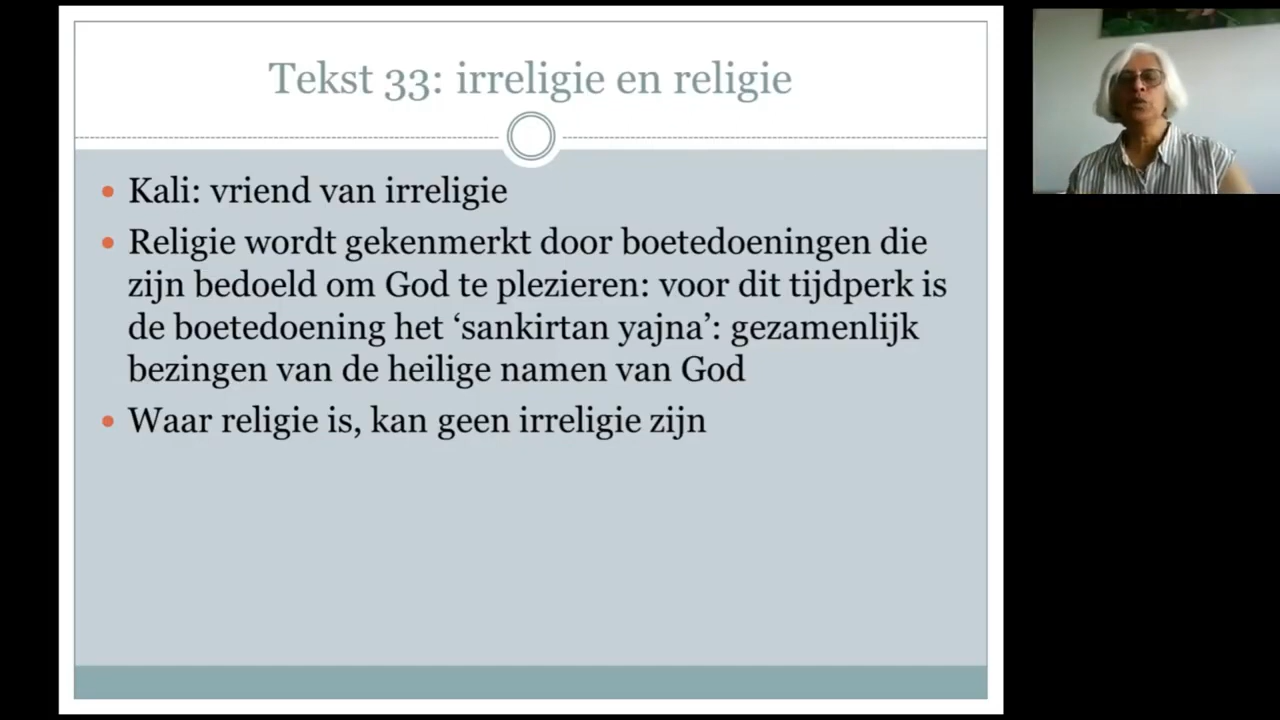 Tekst 33: irreligie en religie
Kali: vriend van irreligie
Religie wordt gekenmerkt door boetedoeningen die
zijn bedoeld om God te plezieren: voor dit tijdperk is
de boetedoening het ‘sankirtan yajna’: gezamenlijk
bezingen van de heilige namen van God
Waar religie is, kan geen irreligie zijn